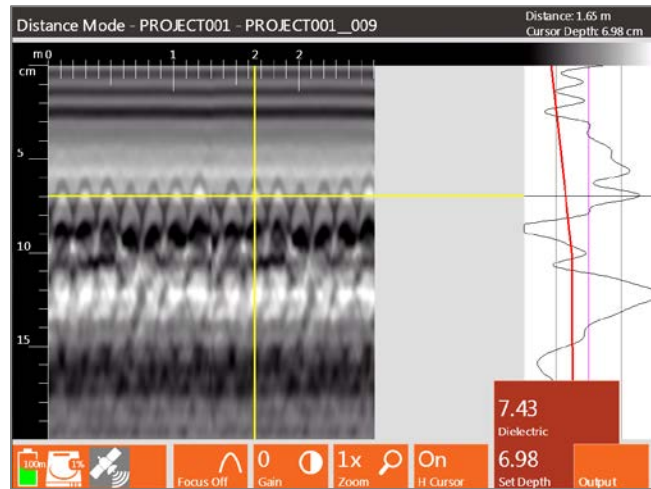 Distance Mode - PROJECT001 - PROJECT001__009
Distance: 1.65 m
Cursor Depth: 6.98 cm
m 0 1 2 2
cm
5
10
15
7.43
Dielectric
6.98
Set Depth
100m
1%
Focus Off
0
Gain
1x
Zoom
On
H Cursor
Output